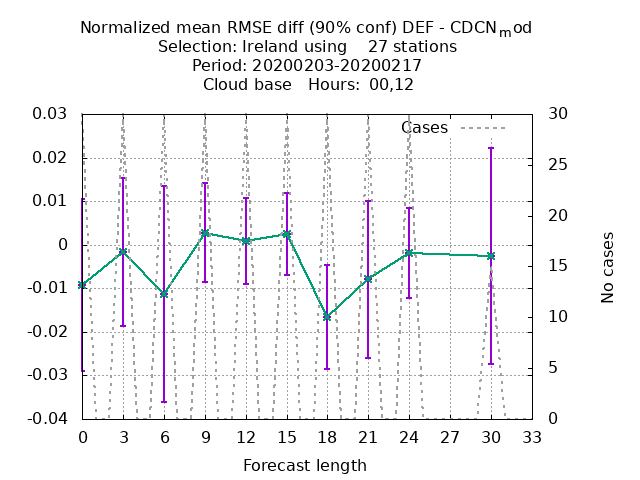 Normalized mean RMSE diff (90% conf) DEF - CDCNmod
Selection: Ireland using 27 stations
Period: 20200203-20200217
Cloud base Hours: 00,12
0.03
0.02
0.01
0
-0.01
-0.02
-0.03
-0.04
Cases
30
25
20
15
10
5
0
No cases
0 3 6 9 12 15 18 21 24 27 30 33
Forecast length